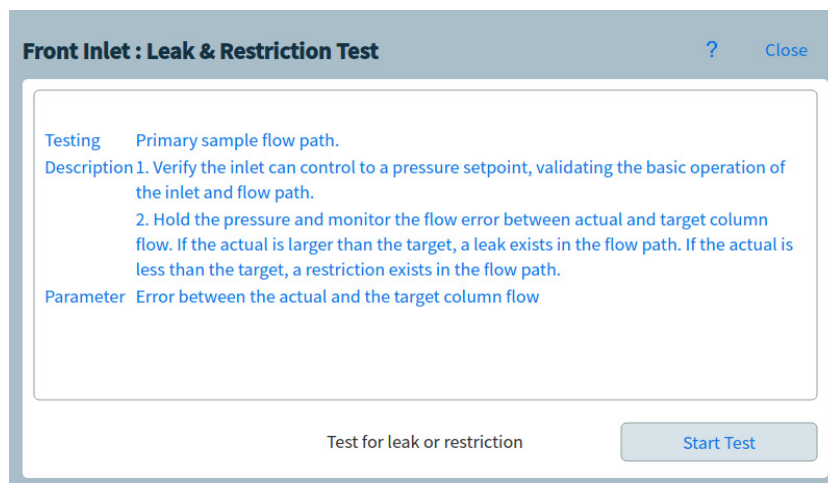 Front Inlet : Leak & Restriction Test ? Close
Testing Primary sample flow path.
Description 1. Verify the inlet can control to a pressure setpoint, validating the basic operation of
the inlet and flow path.
2. Hold the pressure and monitor the flow error between actual and target column
flow. If the actual is larger than the target, a leak exists in the flow path. If the actual is
less than the target, a restriction exists in the flow path.
Parameter Error between the actual and the target column flow
Test for leak or restriction Start Test